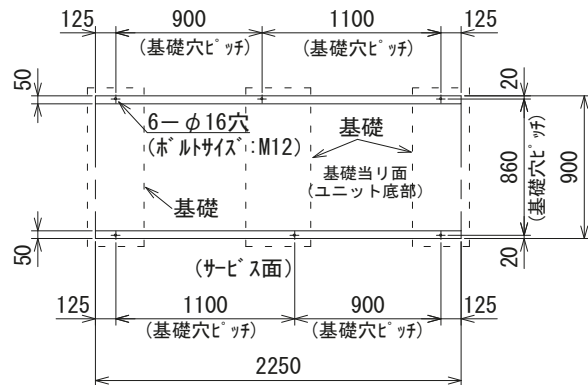 125 900 1100 125
(基礎穴ピッチ) (基礎穴ピッチ)
50
20
6－φ16穴
(ボルトサイズ:M12)
基礎
基礎当り面
(ユニット底部)
基礎
860
(基礎穴ピッチ)
900
50
20
(サービス面)
125 1100 900 125
(基礎穴ピッチ) (基礎穴ピッチ)
2250